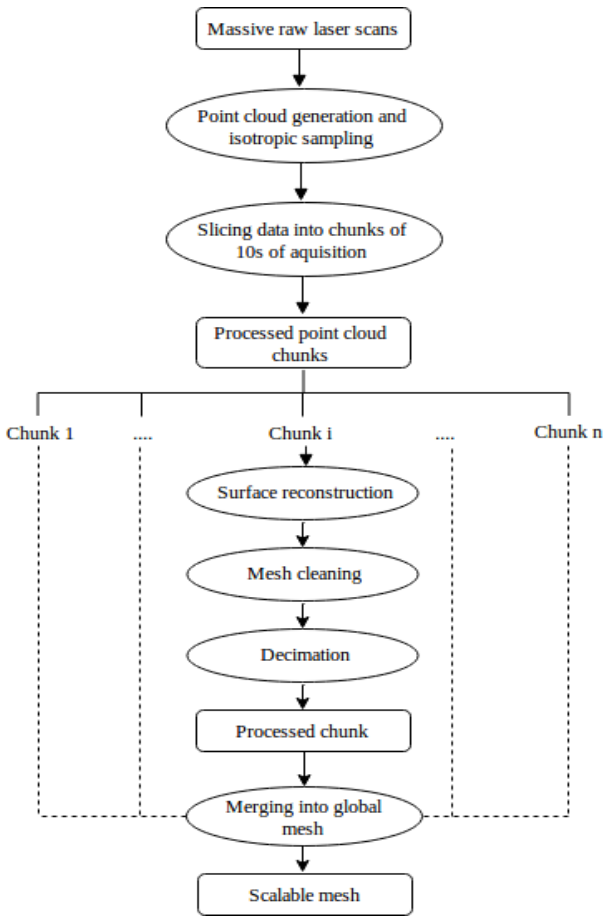 Massive raw laser scans
Point cloud generation and
isotropic sampling
Slicing data into chunks of
10s of aquisition
Processed point cloud
chunks
Chunk 1
....
Chunk i
....
Chunk n
Surface reconstruction
Mesh cleaning
Decimation
Processed chunk
Merging into global
mesh
Scalable mesh